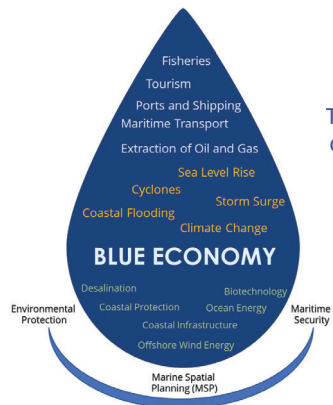 Fisheries
Tourism
Ports and Shipping
Maritime Transport
Extraction of Oil and Gas
Sea Level Rise
Cyclones
Storm Surge
Coastal Flooding
Climate Change
BLUE ECONOMY
Desalination
Biotechnology
Coastal Protection
Ocean Energy
Coastal Infrastructure
Offshore Wind Energy
Environmental
Protection
Maritime
Security
Marine Spatial
Planning (MSP)